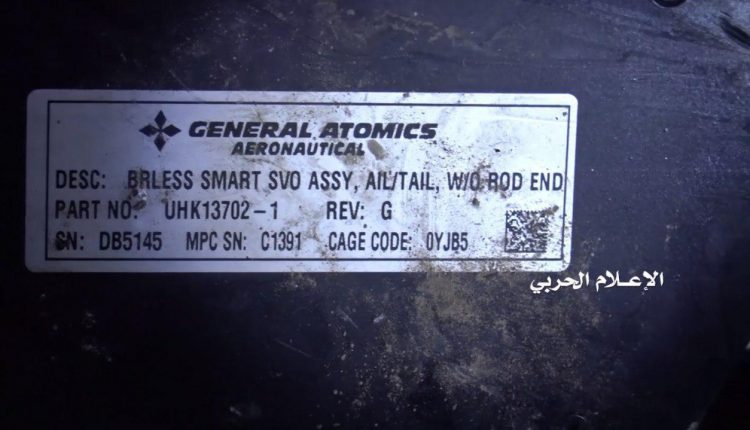 GENERAL ATOMICS
AERONAUTICAL
DESC: BRLESS SMART SVO ASSY, AIL/TAIL, W/O ROD END
PART NO: UHK13702-1 REV: G
SN: DB5145 MPC SN: C1391 CAGE CODE: 0YJB5
الإعلام الحربي